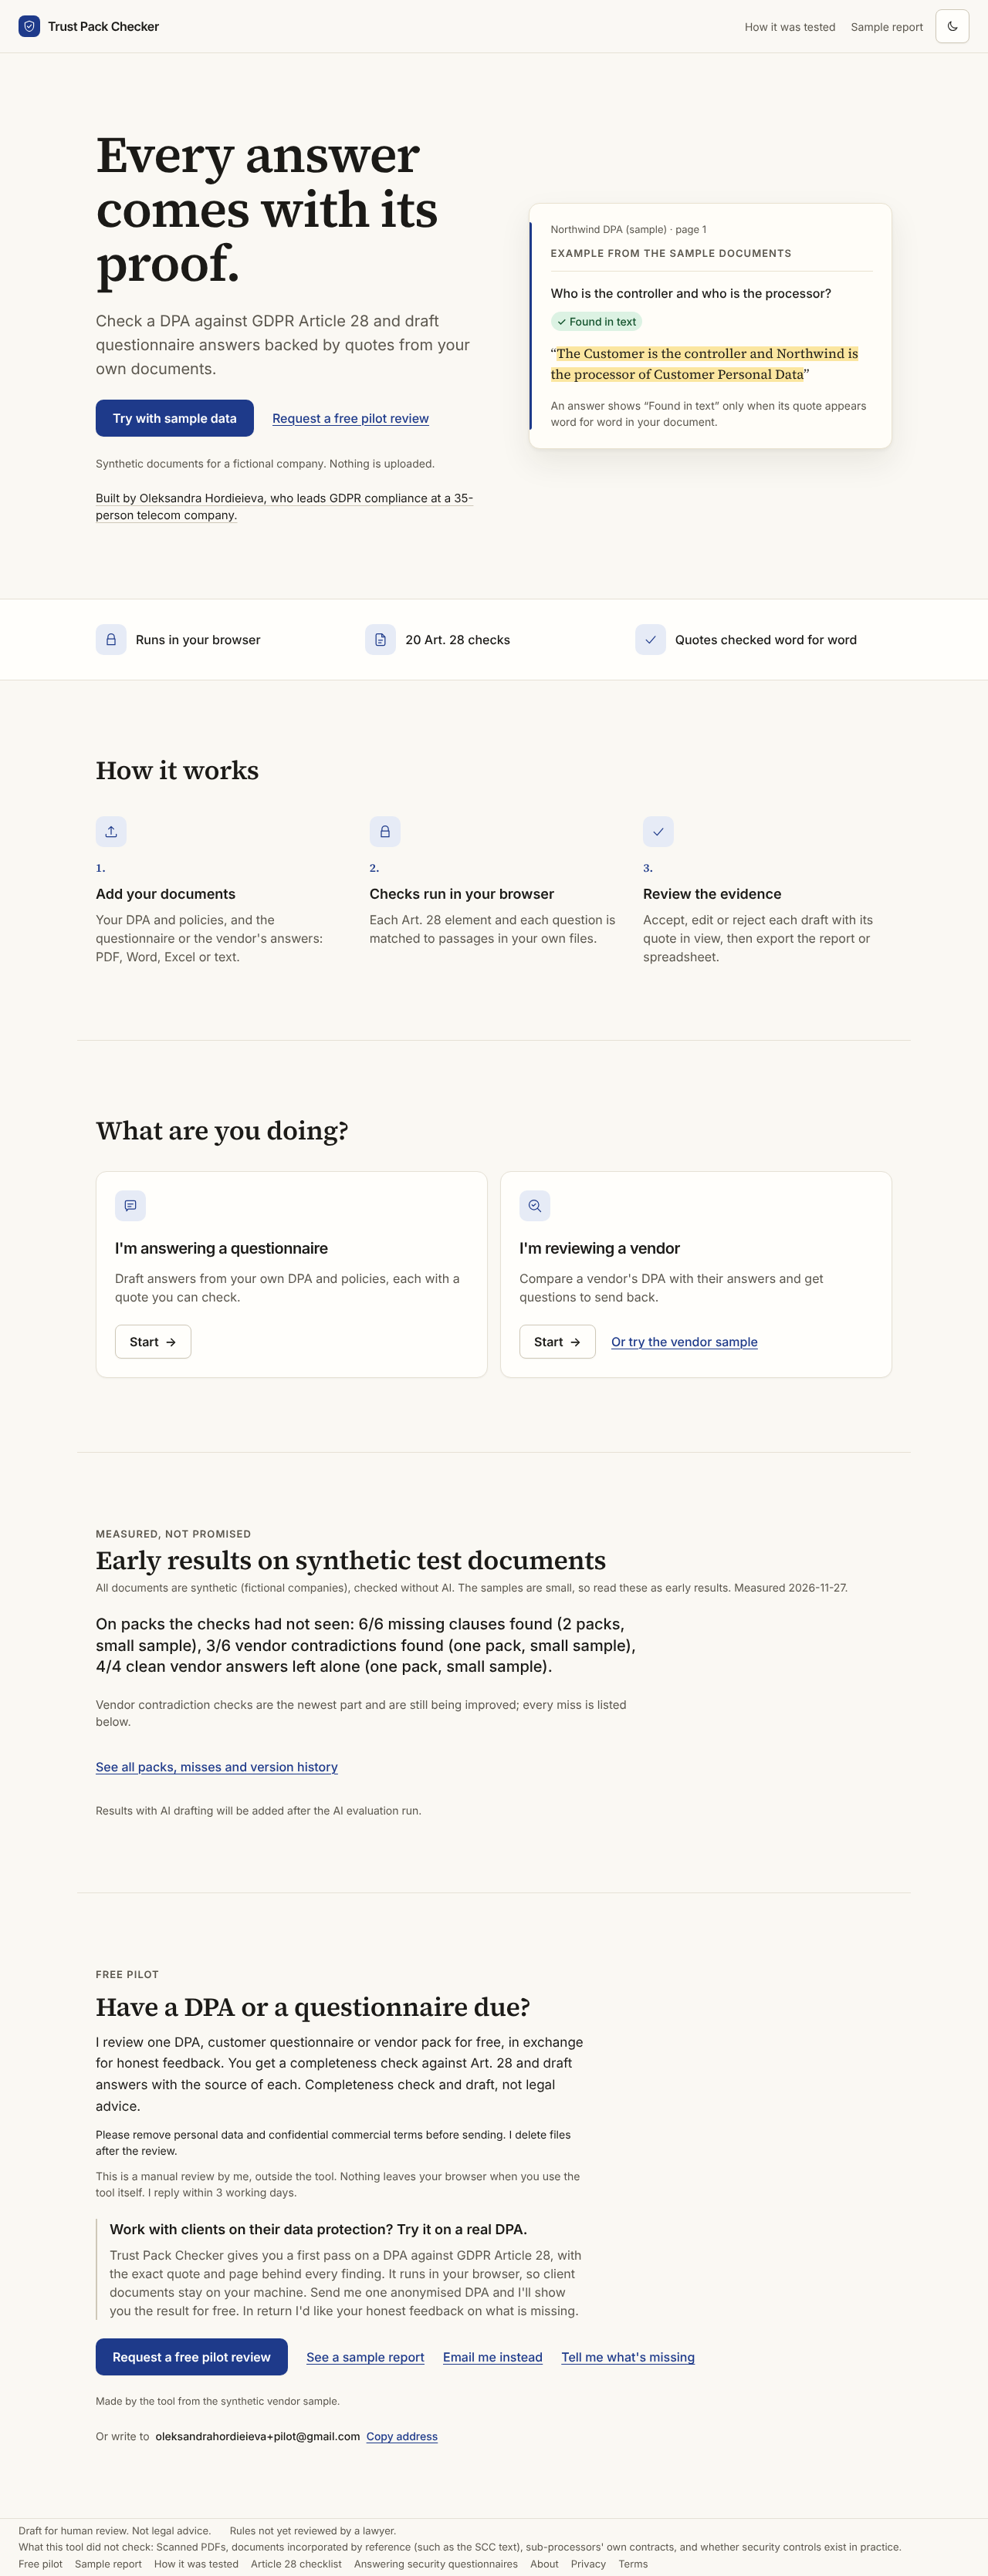 Trust Pack Checker
How it was tested
Sample report
Every answer
comes with its
proof.
Check a DPA against GDPR Article 28 and draft
questionnaire answers backed by quotes from your
own documents.
Try with sample data
Request a free pilot review
Synthetic documents for a fictional company. Nothing is uploaded.
Built by Oleksandra Hordieieva, who leads GDPR compliance at a 35-
person telecom company.
Northwind DPA (sample) · page 1
EXAMPLE FROM THE SAMPLE DOCUMENTS
Who is the controller and who is the processor?
✓ Found in text
“The Customer is the controller and Northwind is
the processor of Customer Personal Data”
An answer shows “Found in text” only when its quote appears
word for word in your document.
Runs in your browser
20 Art. 28 checks
Quotes checked word for word
How it works
1.
Add your documents
Your DPA and policies, and the
questionnaire or the vendor's answers:
PDF, Word, Excel or text.
2.
Checks run in your browser
Each Art. 28 element and each question is
matched to passages in your own files.
3.
Review the evidence
Accept, edit or reject each draft with its
quote in view, then export the report or
spreadsheet.
What are you doing?
I'm answering a questionnaire
Draft answers from your own DPA and policies, each with a
quote you can check.
Start →
I'm reviewing a vendor
Compare a vendor's DPA with their answers and get
questions to send back.
Start →
Or try the vendor sample
MEASURED, NOT PROMISED
Early results on synthetic test documents
All documents are synthetic (fictional companies), checked without AI. The samples are small, so read these as early results. Measured 2026-11-27.
On packs the checks had not seen: 6/6 missing clauses found (2 packs,
small sample), 3/6 vendor contradictions found (one pack, small sample),
4/4 clean vendor answers left alone (one pack, small sample).
Vendor contradiction checks are the newest part and are still being improved; every miss is listed
below.
See all packs, misses and version history
Results with AI drafting will be added after the AI evaluation run.
FREE PILOT
Have a DPA or a questionnaire due?
I review one DPA, customer questionnaire or vendor pack for free, in exchange
for honest feedback. You get a completeness check against Art. 28 and draft
answers with the source of each. Completeness check and draft, not legal
advice.
Please remove personal data and confidential commercial terms before sending. I delete files
after the review.
This is a manual review by me, outside the tool. Nothing leaves your browser when you use the
tool itself. I reply within 3 working days.
Work with clients on their data protection? Try it on a real DPA.
Trust Pack Checker gives you a first pass on a DPA against GDPR Article 28, with
the exact quote and page behind every finding. It runs in your browser, so client
documents stay on your machine. Send me one anonymised DPA and I'll show
you the result for free. In return I'd like your honest feedback on what is missing.
Request a free pilot review
See a sample report
Email me instead
Tell me what's missing
Made by the tool from the synthetic vendor sample.
Or write to oleksandrahordieieva+pilot@gmail.com Copy address
Draft for human review. Not legal advice. Rules not yet reviewed by a lawyer.
What this tool did not check: Scanned PDFs, documents incorporated by reference (such as the SCC text), sub-processors' own contracts, and whether security controls exist in practice.
Free pilot Sample report How it was tested Article 28 checklist Answering security questionnaires About Privacy Terms